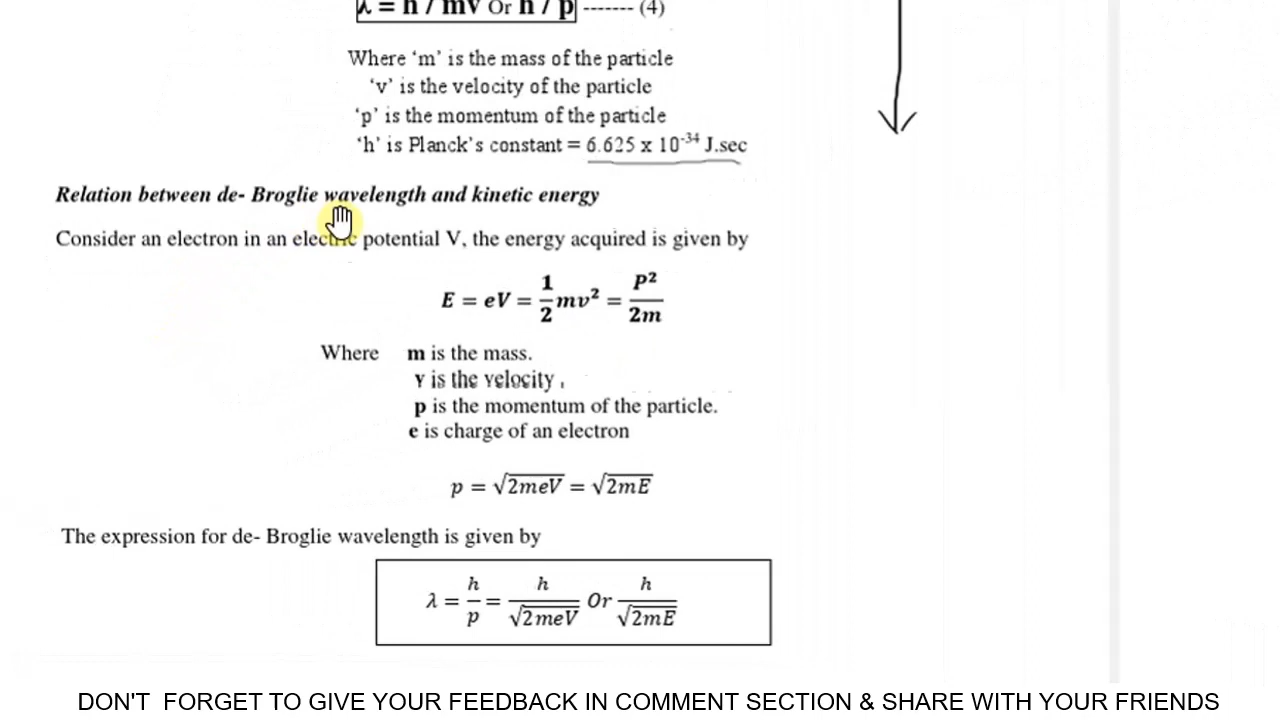 λ = h / mv Or h / p ------- (4)
Where ‘m’ is the mass of the particle
‘v’ is the velocity of the particle
‘p’ is the momentum of the particle
‘h’ is Planck’s constant = 6.625 x 10⁻³⁴ J.sec
Relation between de- Broglie wavelength and kinetic energy
Consider an electron in an electric potential V, the energy acquired is given by
E = eV = 1/2 mv² = P²/2m
Where m is the mass.
v is the velocity ,
p is the momentum of the particle.
e is charge of an electron
p = √2meV = √2mE
The expression for de- Broglie wavelength is given by
λ = h/p = h/√2meV Or h/√2mE
DON'T FORGET TO GIVE YOUR FEEDBACK IN COMMENT SECTION & SHARE WITH YOUR FRIENDS